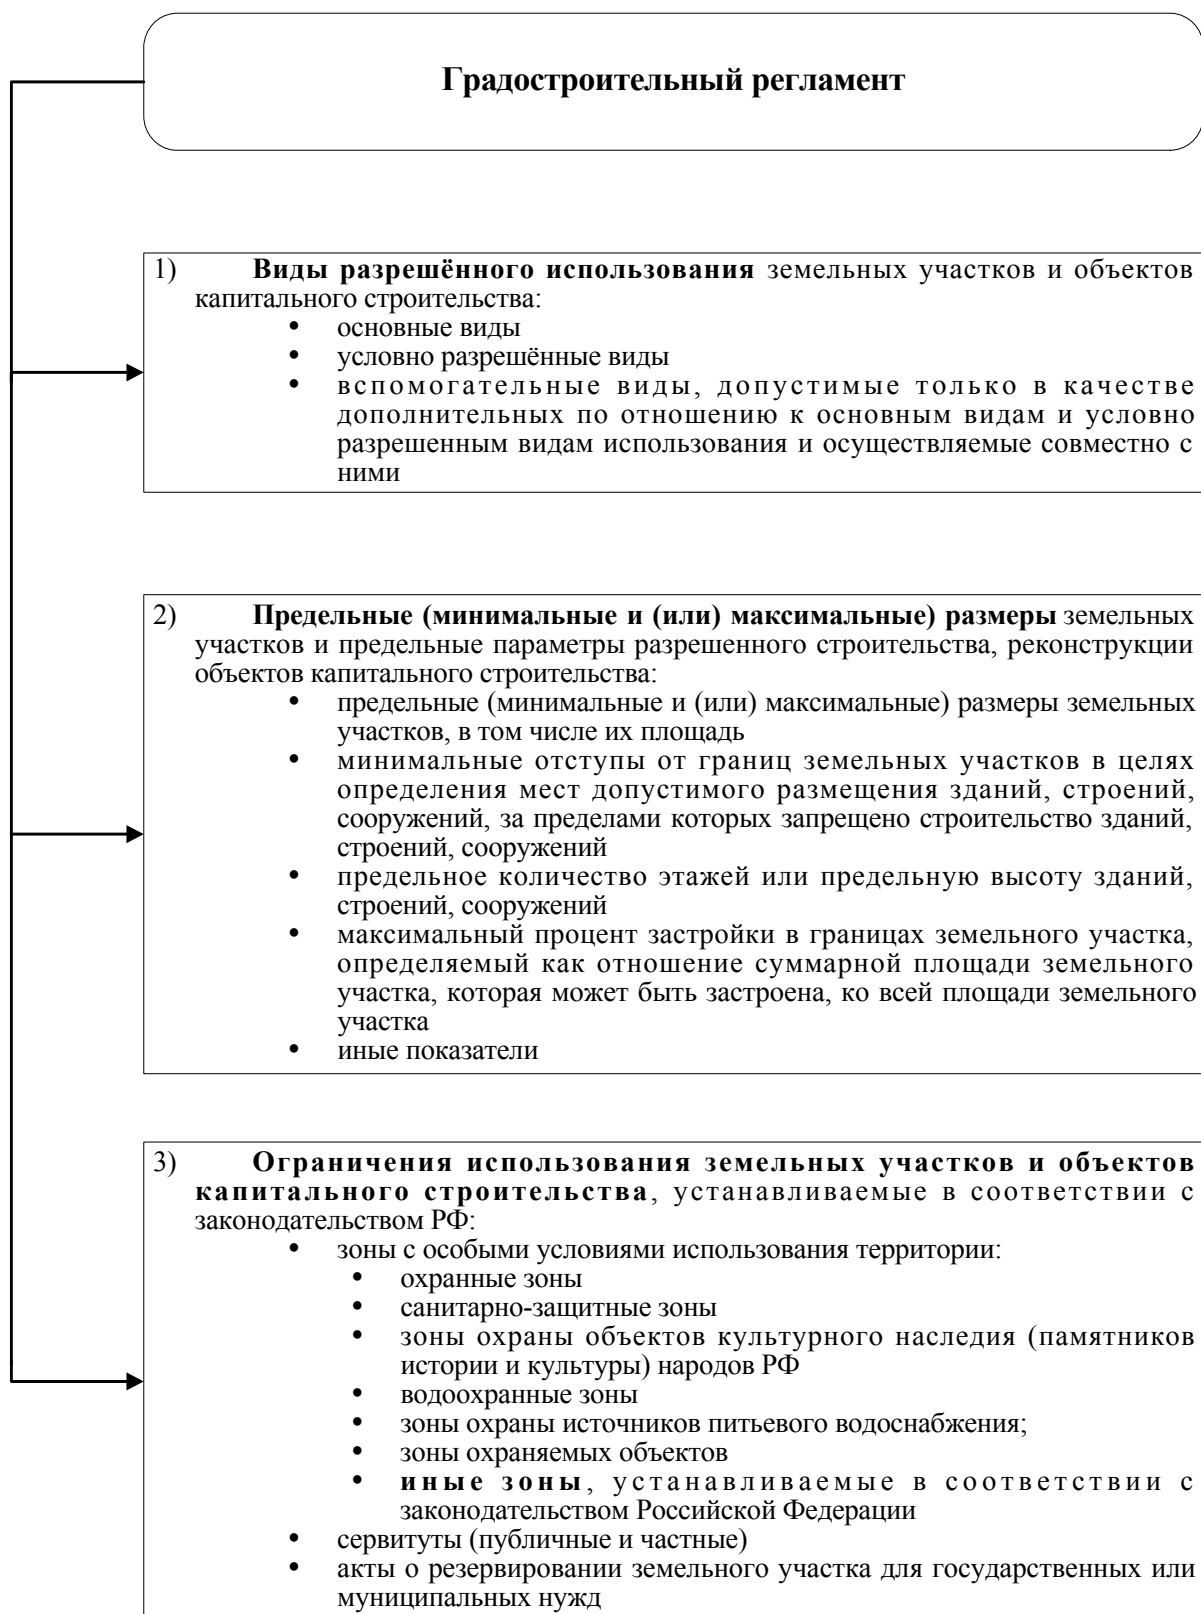 Градостроительный регламент
1) Виды разрешённого использования земельных участков и объектов
капитального строительства:
• основные виды
• условно разрешённые виды
• вспомогательные виды, допустимые только в качестве
дополнительных по отношению к основным видам и условно
разрешенным видам использования и осуществляемые совместно с
ними
2) Предельные (минимальные и (или) максимальные) размеры земельных
участков и предельные параметры разрешенного строительства, реконструкции
объектов капитального строительства:
• предельные (минимальные и (или) максимальные) размеры земельных
участков, в том числе их площадь
• минимальные отступы от границ земельных участков в целях
определения мест допустимого размещения зданий, строений,
сооружений, за пределами которых запрещено строительство зданий,
строений, сооружений
• предельное количество этажей или предельную высоту зданий,
строений, сооружений
• максимальный процент застройки в границах земельного участка,
определяемый как отношение суммарной площади земельного
участка, которая может быть застроена, ко всей площади земельного
участка
• иные показатели
3) Ограничения использования земельных участков и объектов
капитального строительства, устанавливаемые в соответствии с
законодательством РФ:
• зоны с особыми условиями использования территории:
• охранные зоны
• санитарно-защитные зоны
• зоны охраны объектов культурного наследия (памятников
истории и культуры) народов РФ
• водоохранные зоны
• зоны охраны источников питьевого водоснабжения;
• зоны охраняемых объектов
• иные зоны, устанавливаемые в соответствии с
законодательством Российской Федерации
• сервитуты (публичные и частные)
• акты о резервировании земельного участка для государственных или
муниципальных нужд